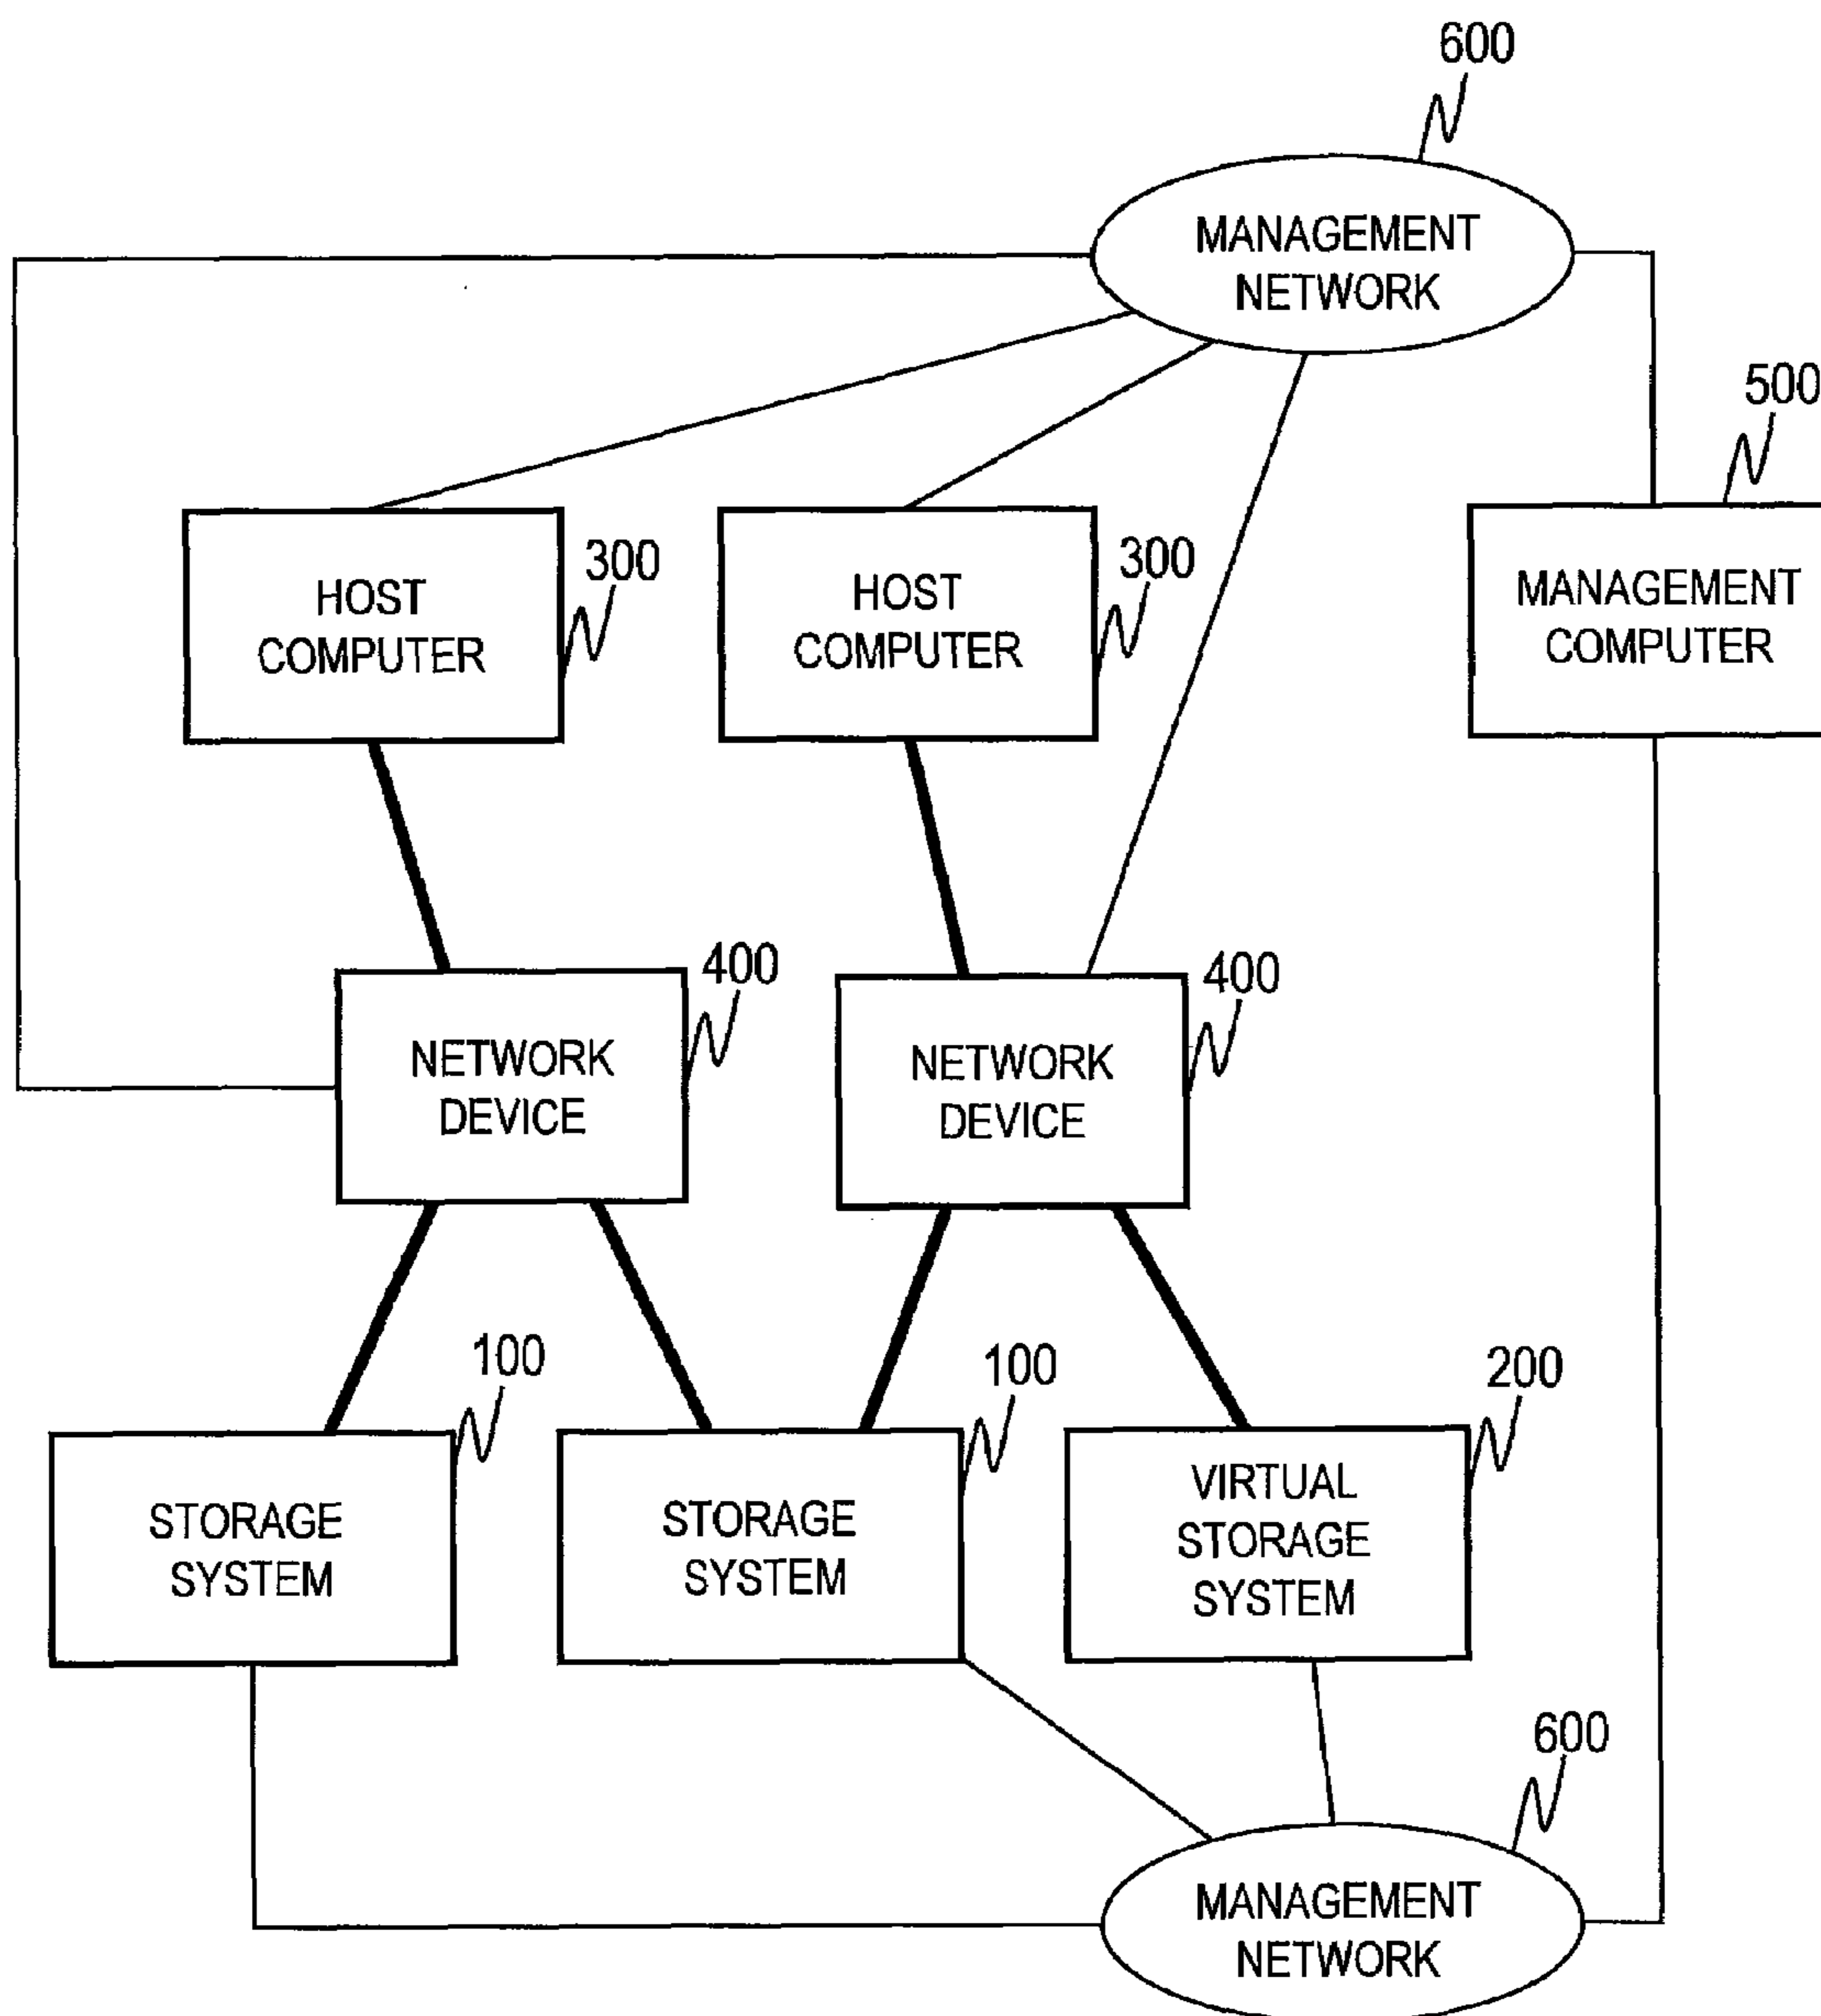 600
MANAGEMENT
NETWORK
500
300
300
HOST
COMPUTER
HOST
COMPUTER
MANAGEMENT
COMPUTER
400
400
NETWORK
DEVICE
NETWORK
DEVICE
100
100
200
STORAGE
SYSTEM
STORAGE
SYSTEM
VIRTUAL
STORAGE
SYSTEM
600
MANAGEMENT
NETWORK